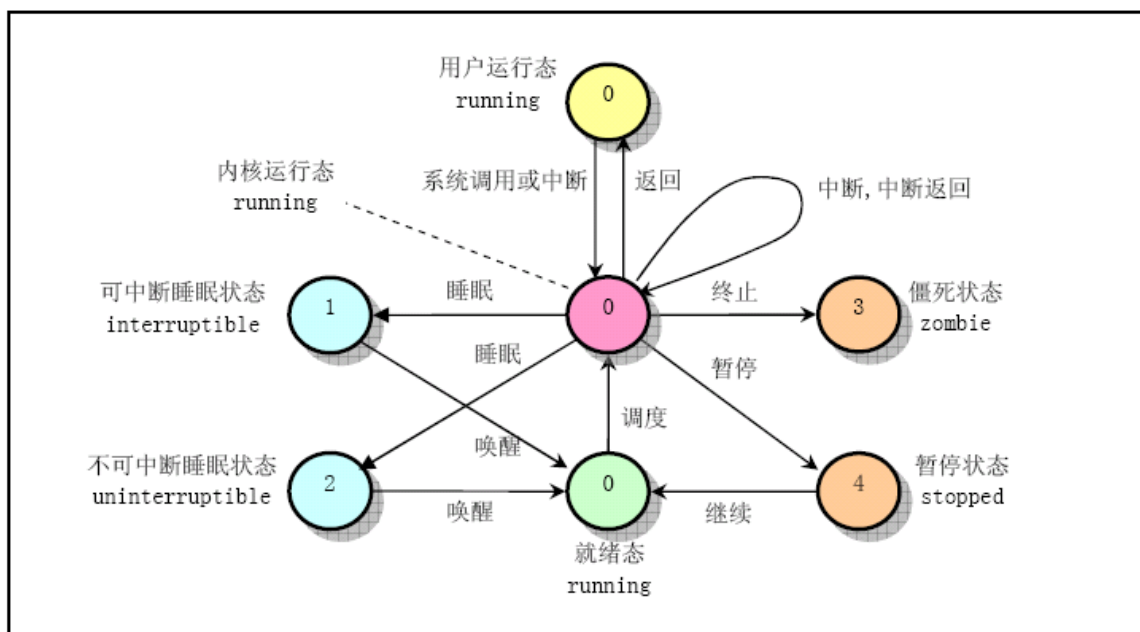 用户运行态
running
0
内核运行态
running
系统调用或中断
返回
中断,中断返回
可中断睡眠状态
interruptible
1
睡眠
0
终止
3
僵死状态
zombie
睡眠
暂停
调度
唤醒
不可中断睡眠状态
uninterruptible
2
唤醒
0
继续
4
暂停状态
stopped
就绪态
running